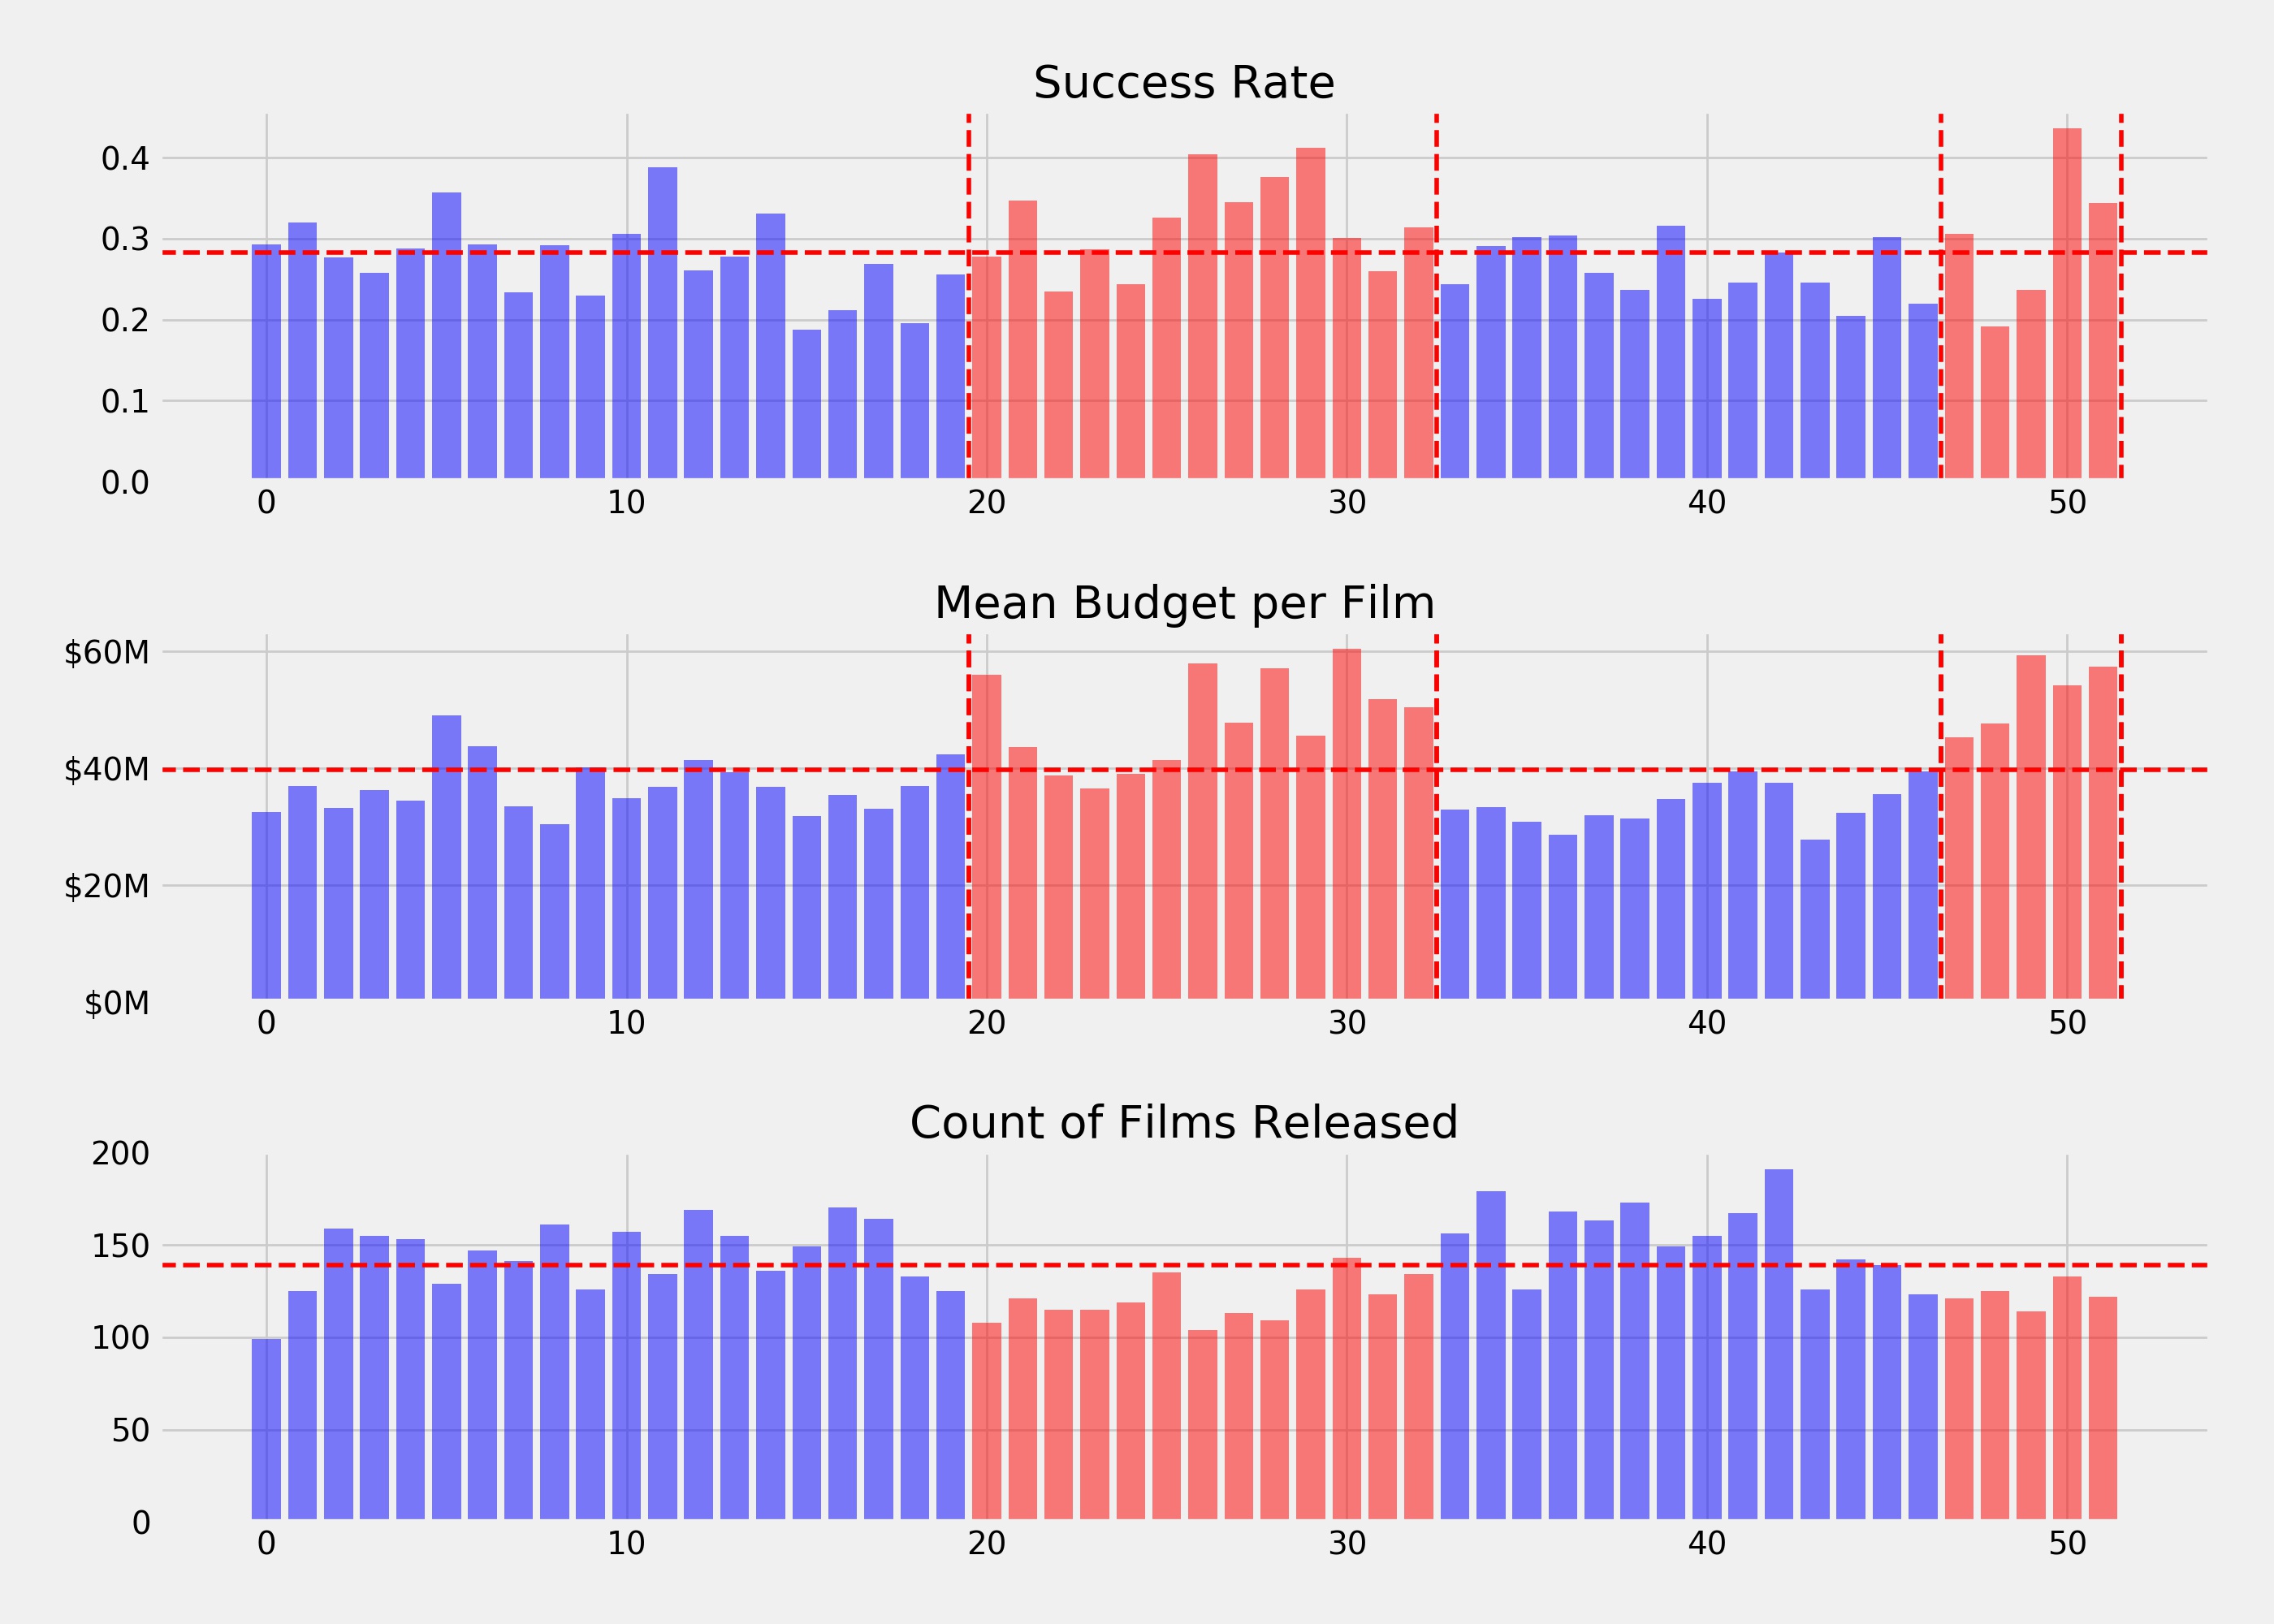 Success Rate
0.4
0.3
0.2
0.1
0.0
0 10 20 30 40 50
Mean Budget per Film
$60M
$40M
$20M
$0M
0 10 20 30 40 50
Count of Films Released
200
150
100
50
0
0 10 20 30 40 50